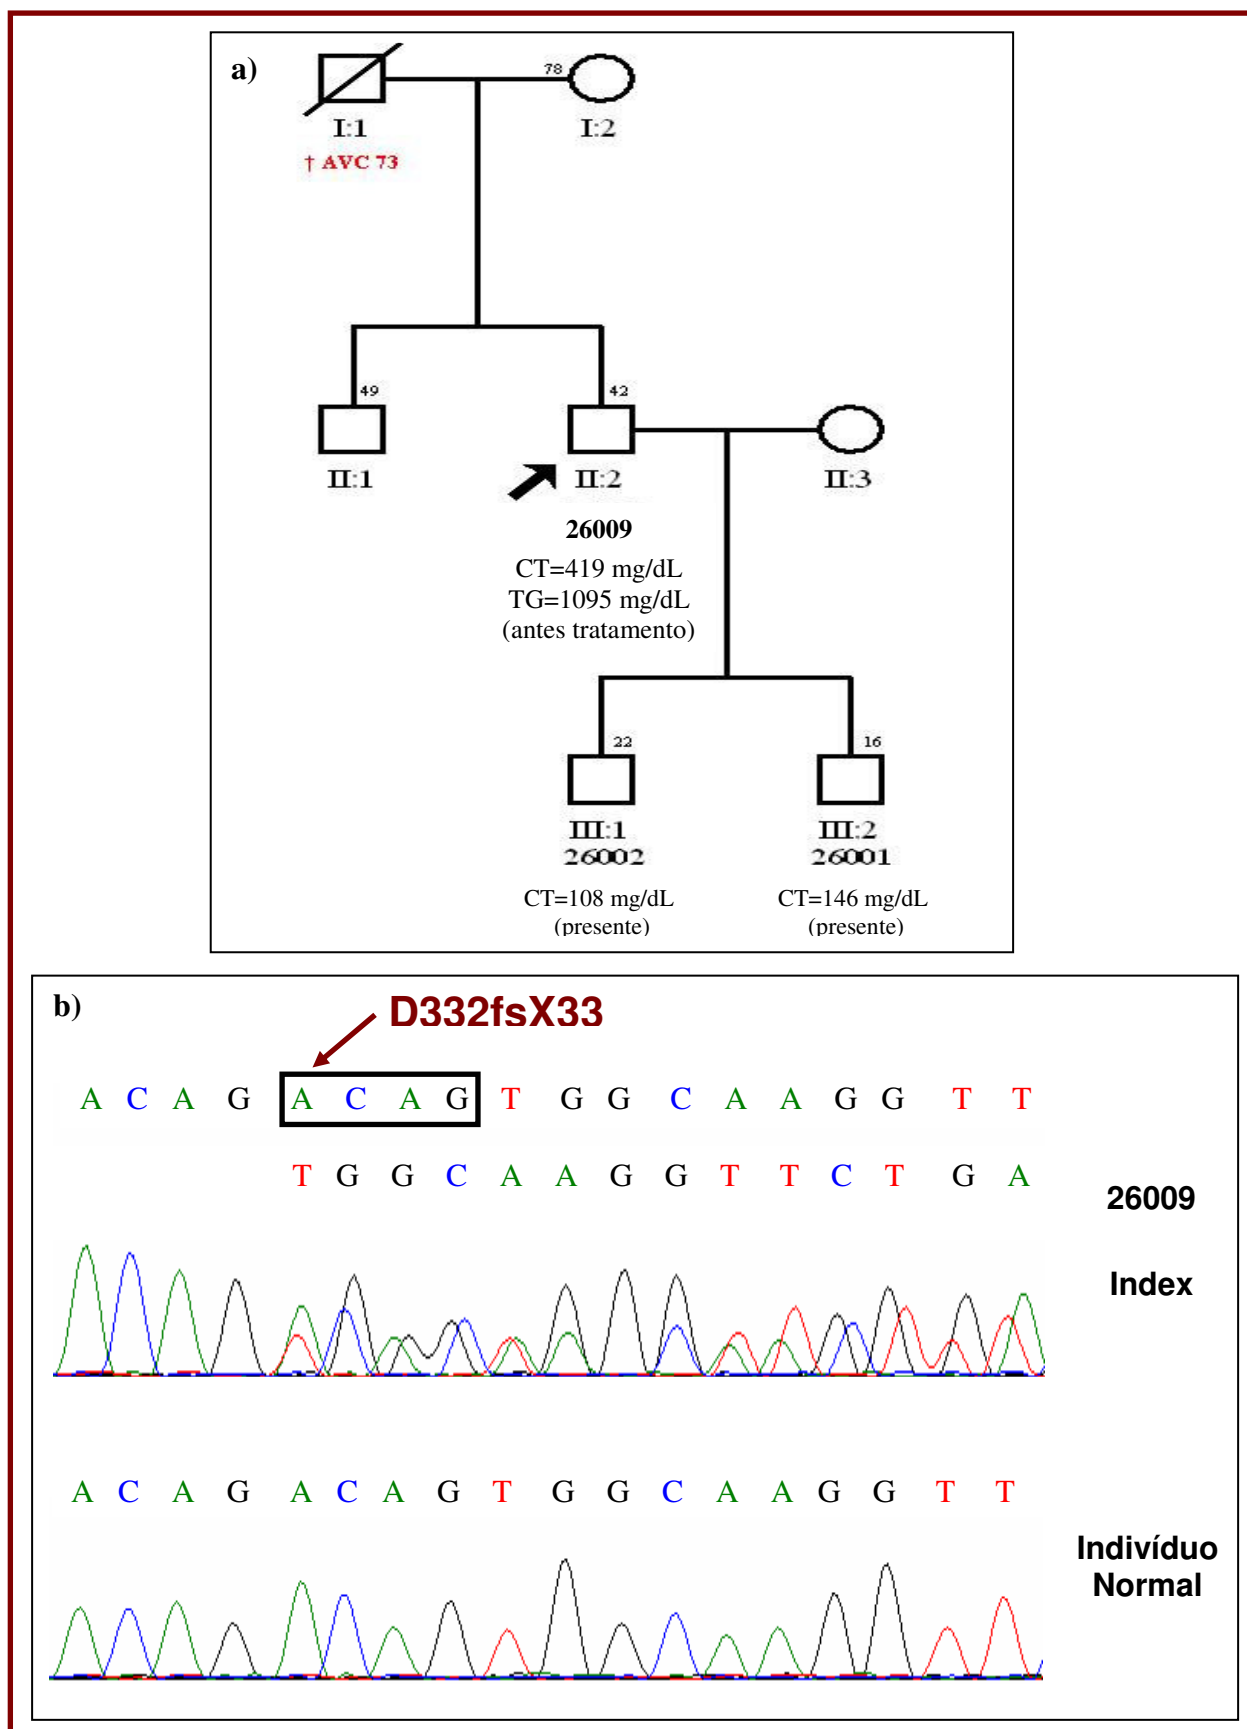 a)
78
I:1
I:2
† AVC 73
49
42
II:1
II:2
II:3
26009
CT=419 mg/dL
TG=1095 mg/dL
(antes tratamento)
22
16
III:1
III:2
26002
26001
CT=108 mg/dL
CT=146 mg/dL
(presente)
(presente)
b)
D332fsX33
A C A G A C A G T G G C A A G G T T
T G G C A A G G T T C T G A
26009
Index
A C A G A C A G T G G C A A G G T T
Indivíduo
Normal